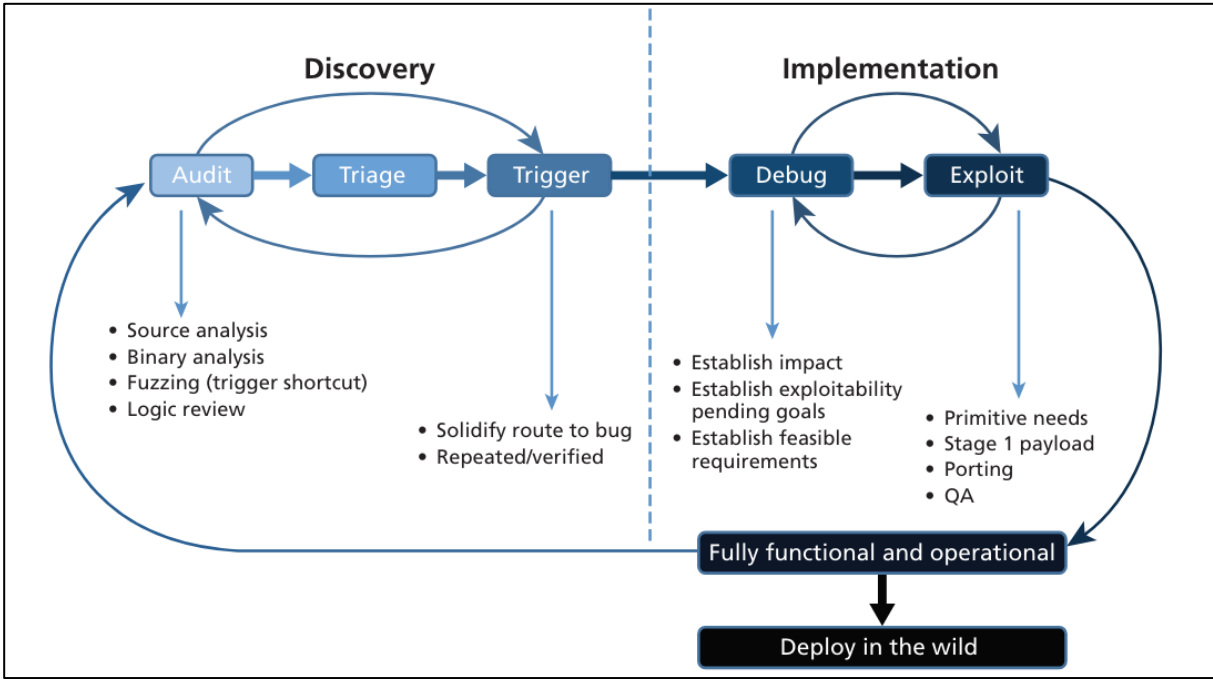 Discovery
Implementation
Audit
Triage
Trigger
Debug
Exploit
• Source analysis
• Binary analysis
• Fuzzing (trigger shortcut)
• Logic review
• Solidify route to bug
• Repeated/verified
• Establish impact
• Establish exploitability
pending goals
• Establish feasible
requirements
• Primitive needs
• Stage 1 payload
• Porting
• QA
Fully functional and operational
Deploy in the wild